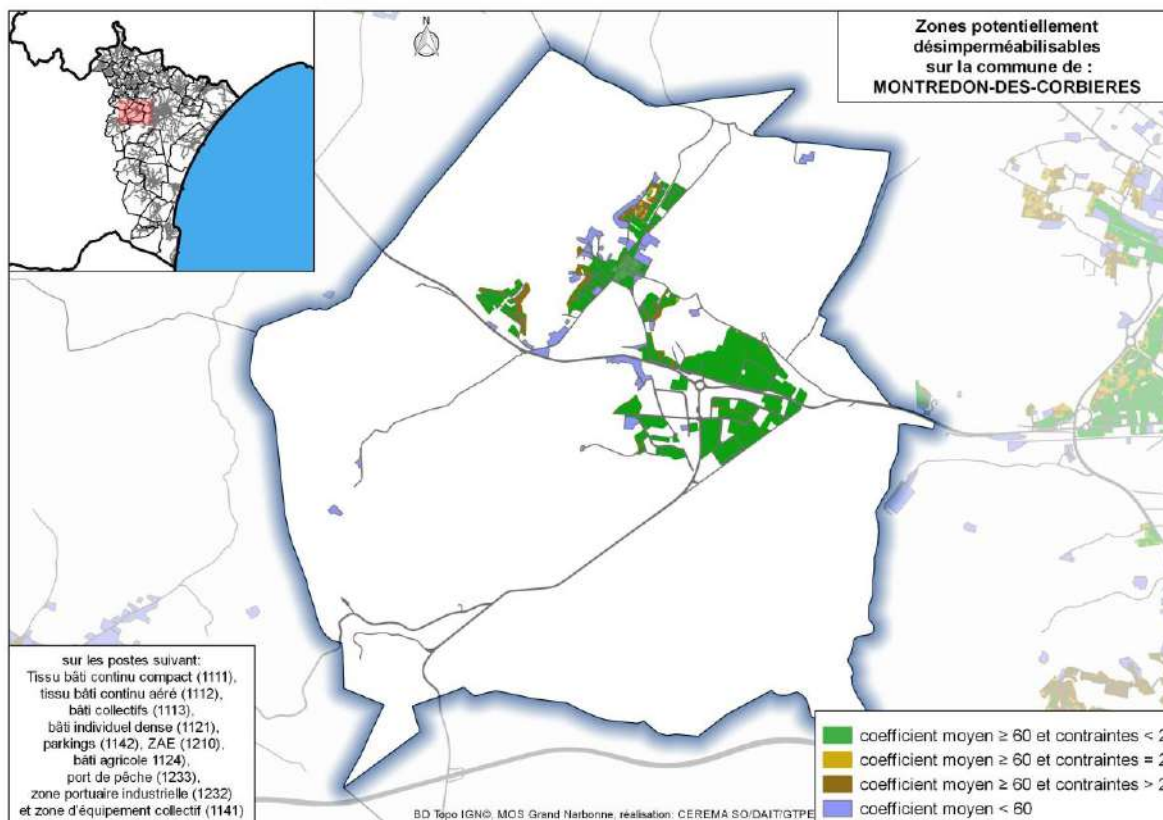 N
Zones potentiellement
désimperméabilisables
sur la commune de :
MONTREDON-DES-CORBIERES
sur les postes suivant:
Tissu bâti continu compact (1111),
tissu bâti continu aéré (1112),
bâti collectifs (1113),
bâti individuel dense (1121),
parkings (1142), ZAE (1210),
bâti agricole 1124),
port de pêche (1233),
zone portuaire industrielle (1232)
et zone d'équipement collectif (1141)
coefficient moyen ≥ 60 et contraintes < 2
coefficient moyen ≥ 60 et contraintes = 2
coefficient moyen ≥ 60 et contraintes > 2
coefficient moyen < 60
BD Topo IGN©, MOS Grand Narbonne, réalisation: CEREMA SO/DAIT/GTPE